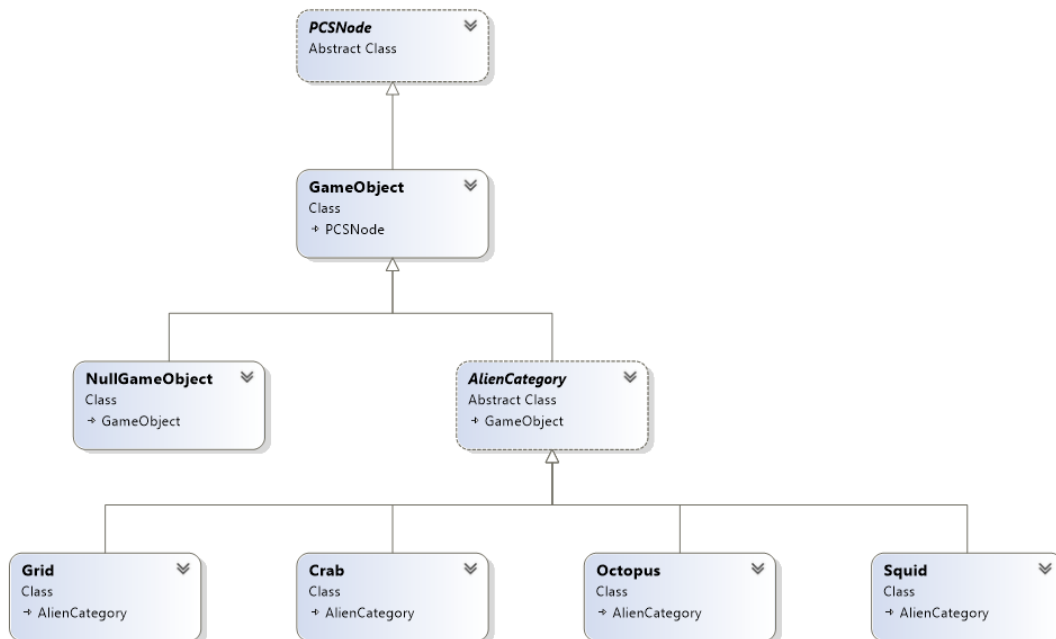 PCSNode
Abstract Class
GameObject
Class
PCSNode
NullGameObject
Class
GameObject
AlienCategory
Abstract Class
GameObject
Grid
Class
AlienCategory
Crab
Class
AlienCategory
Octopus
Class
AlienCategory
Squid
Class
AlienCategory